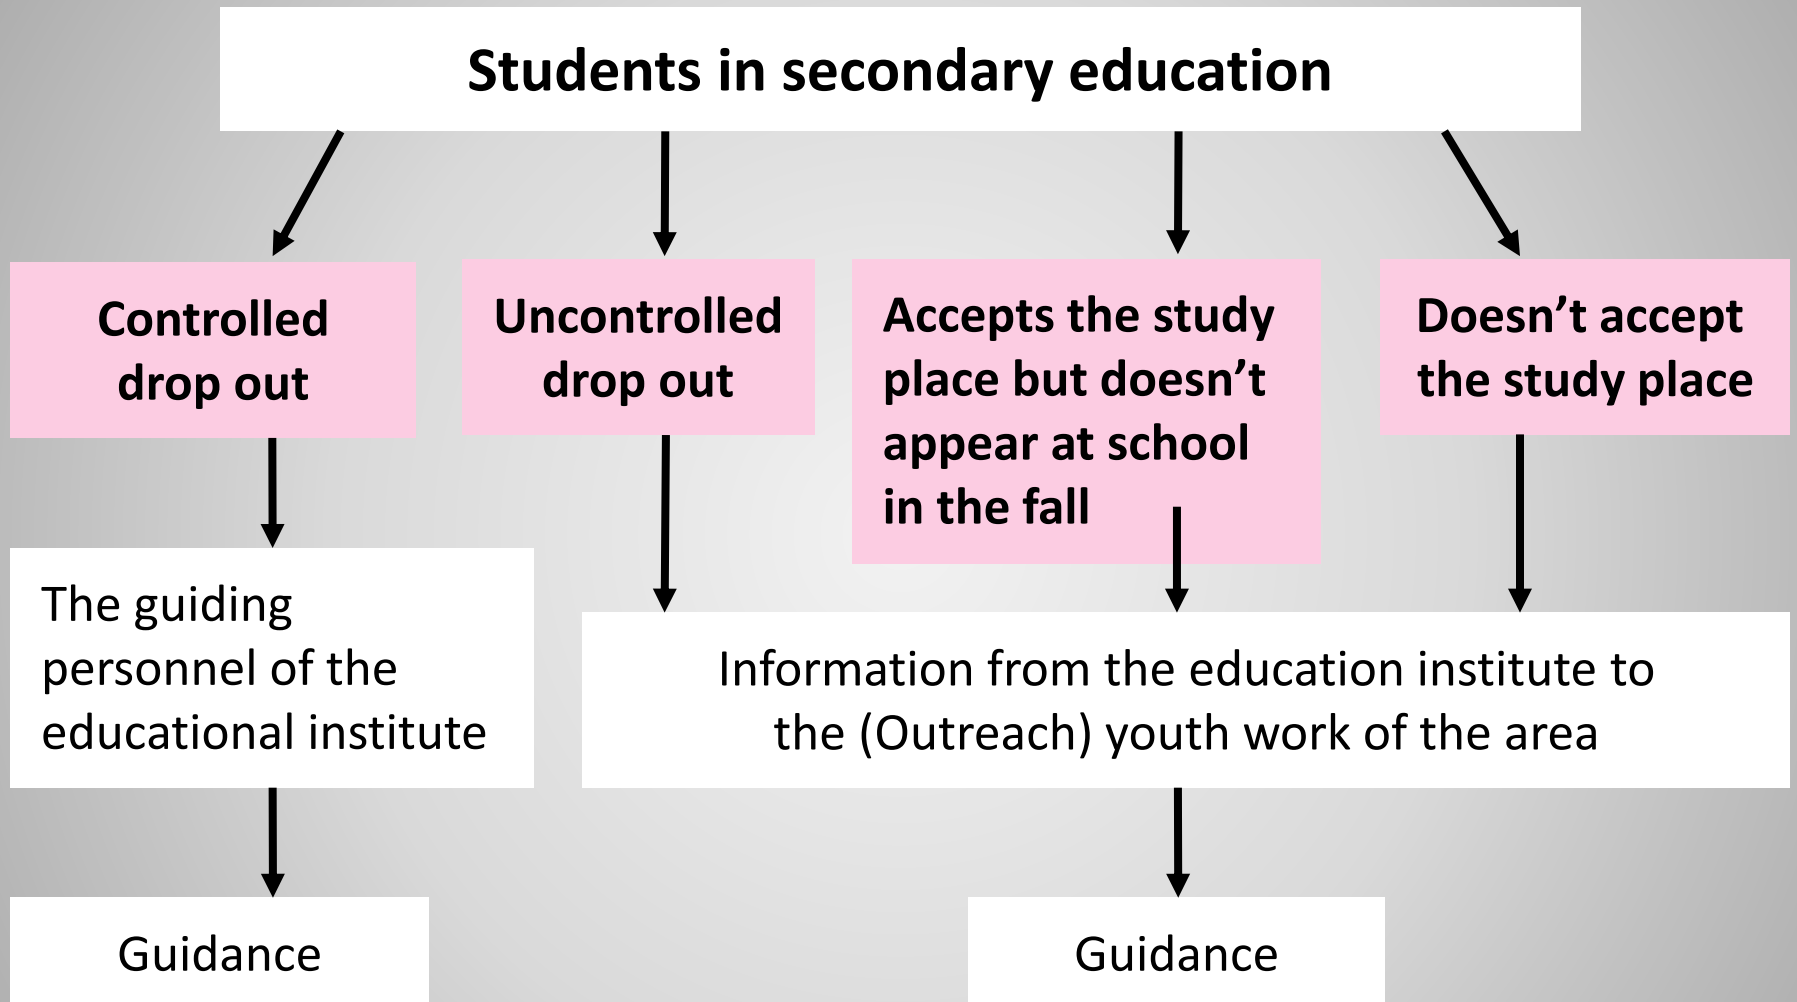 Students in secondary education
Controlled
drop out
Uncontrolled
drop out
Accepts the study
place but doesn’t
appear at school
in the fall
Doesn’t accept
the study place
The guiding
personnel of the
educational institute
Information from the education institute to
the (Outreach) youth work of the area
Guidance
Guidance